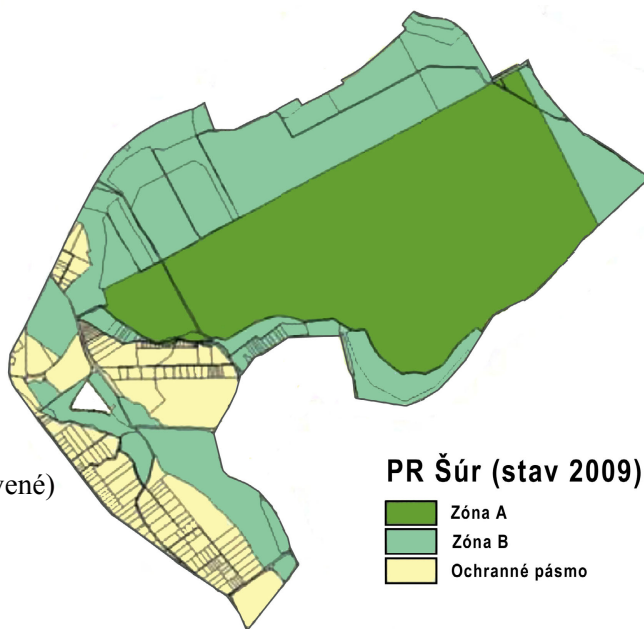 vené)
PR Šúr (stav 2009)
Zóna A
Zóna B
Ochranné pásmo